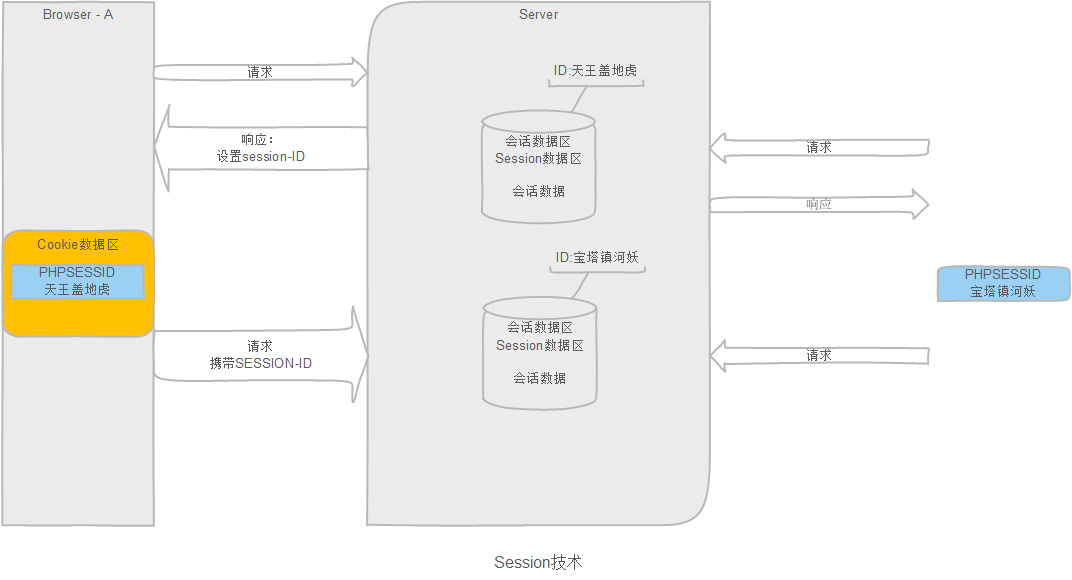 Browser - A
Server
请求
ID:天王盖地虎
响应：
设置session-ID
会话数据区
Session数据区
会话数据
请求
响应
Cookie数据区
PHPSESSID
天王盖地虎
ID:宝塔镇河妖
PHPSESSID
宝塔镇河妖
请求
携带SESSION-ID
会话数据区
Session数据区
会话数据
请求
Session技术